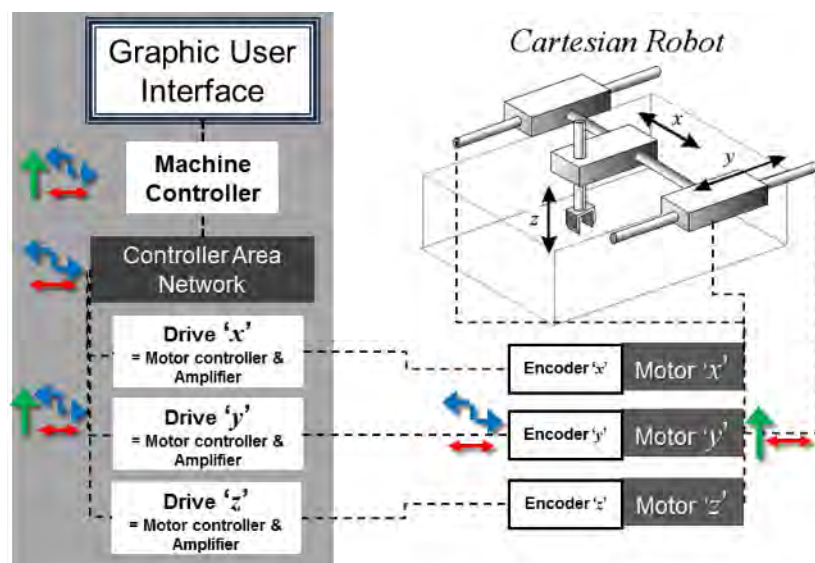 Graphic User
Interface
Machine
Controller
Controller Area
Network
Drive ‘x’
= Motor controller &
Amplifier
Drive ‘y’
= Motor controller &
Amplifier
Drive ‘z’
= Motor controller &
Amplifier
Cartesian Robot
x
y
z
Encoder ‘x’
Motor ‘x’
Encoder ‘y’
Motor ‘y’
Encoder ‘z’
Motor ‘z’